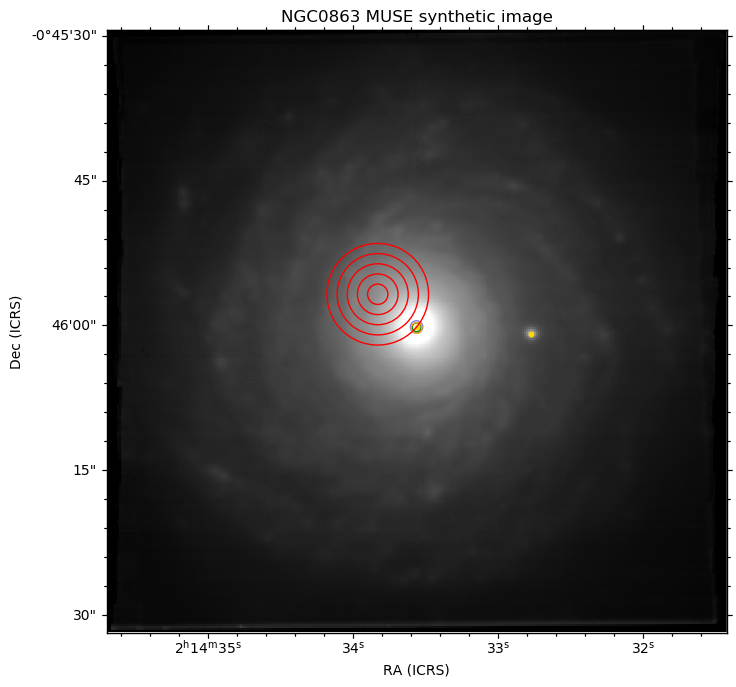 NGC0863 MUSE synthetic image
-0°45'30"
45"
46'00"
15"
30"
Dec (ICRS)
2ʰ14ᵐ35ˢ
34ˢ
33ˢ
32ˢ
RA (ICRS)